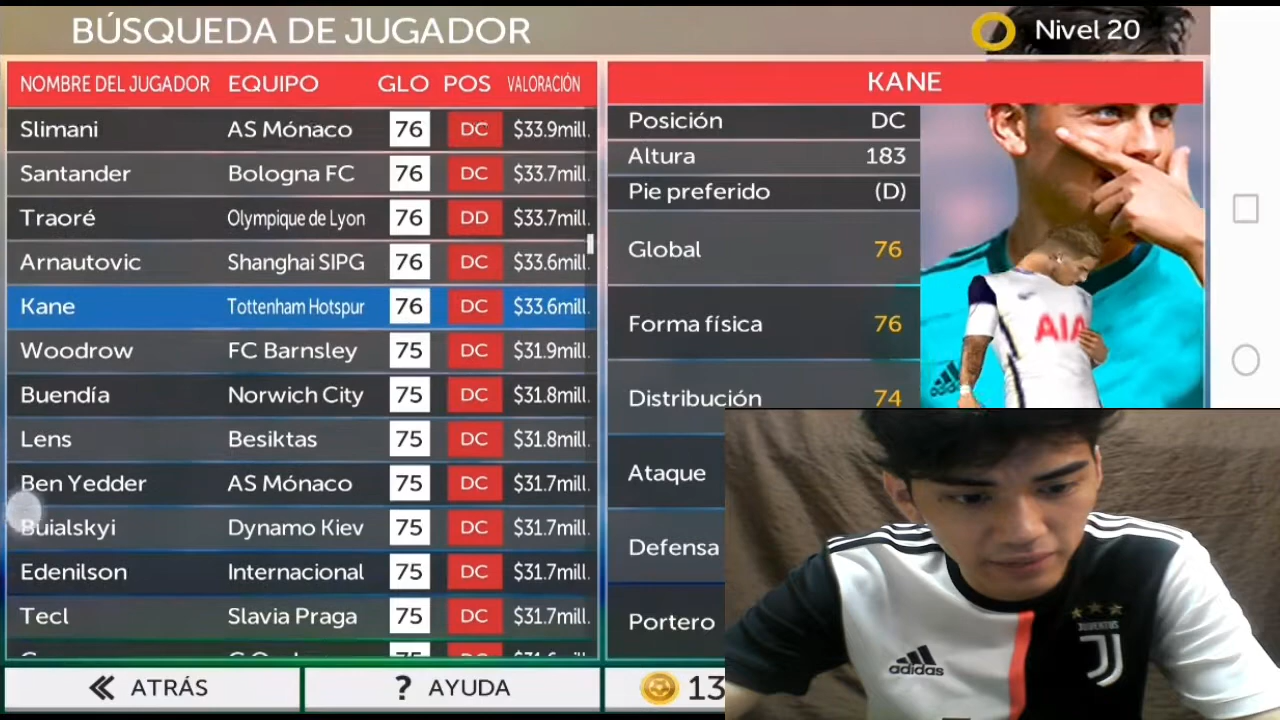 BÚSQUEDA DE JUGADOR
Nivel 20
NOMBRE DEL JUGADOR EQUIPO GLO POS VALORACIÓN
Slimani AS Mónaco 76 DC $33.9mill.
Santander Bologna FC 76 DC $33.7mill.
Traoré Olympique de Lyon 76 DD $33.7mill.
Arnautovic Shanghai SIPG 76 DC $33.6mill.
Kane Tottenham Hotspur 76 DC $33.6mill.
Woodrow FC Barnsley 75 DC $31.9mill.
Buendía Norwich City 75 DC $31.8mill.
Lens Besiktas 75 DC $31.8mill.
Ben Yedder AS Mónaco 75 DC $31.7mill.
Buialskyi Dynamo Kiev 75 DC $31.7mill.
Edenilson Internacional 75 DC $31.7mill.
Tecl Slavia Praga 75 DC $31.7mill.
KANE
Posición DC
Altura 183
Pie preferido (D)
Global 76
Forma física 76
Distribución 74
Ataque
Defensa
Portero
AIA
adidas
JUVENTUS
ATRÁS
? AYUDA
13